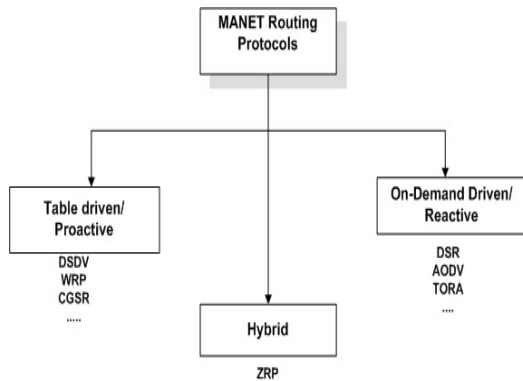 MANET Routing
Protocols
Table driven/
Proactive
DSDV
WRP
CGSR
.....
On-Demand Driven/
Reactive
DSR
AODV
TORA
....
Hybrid
ZRP